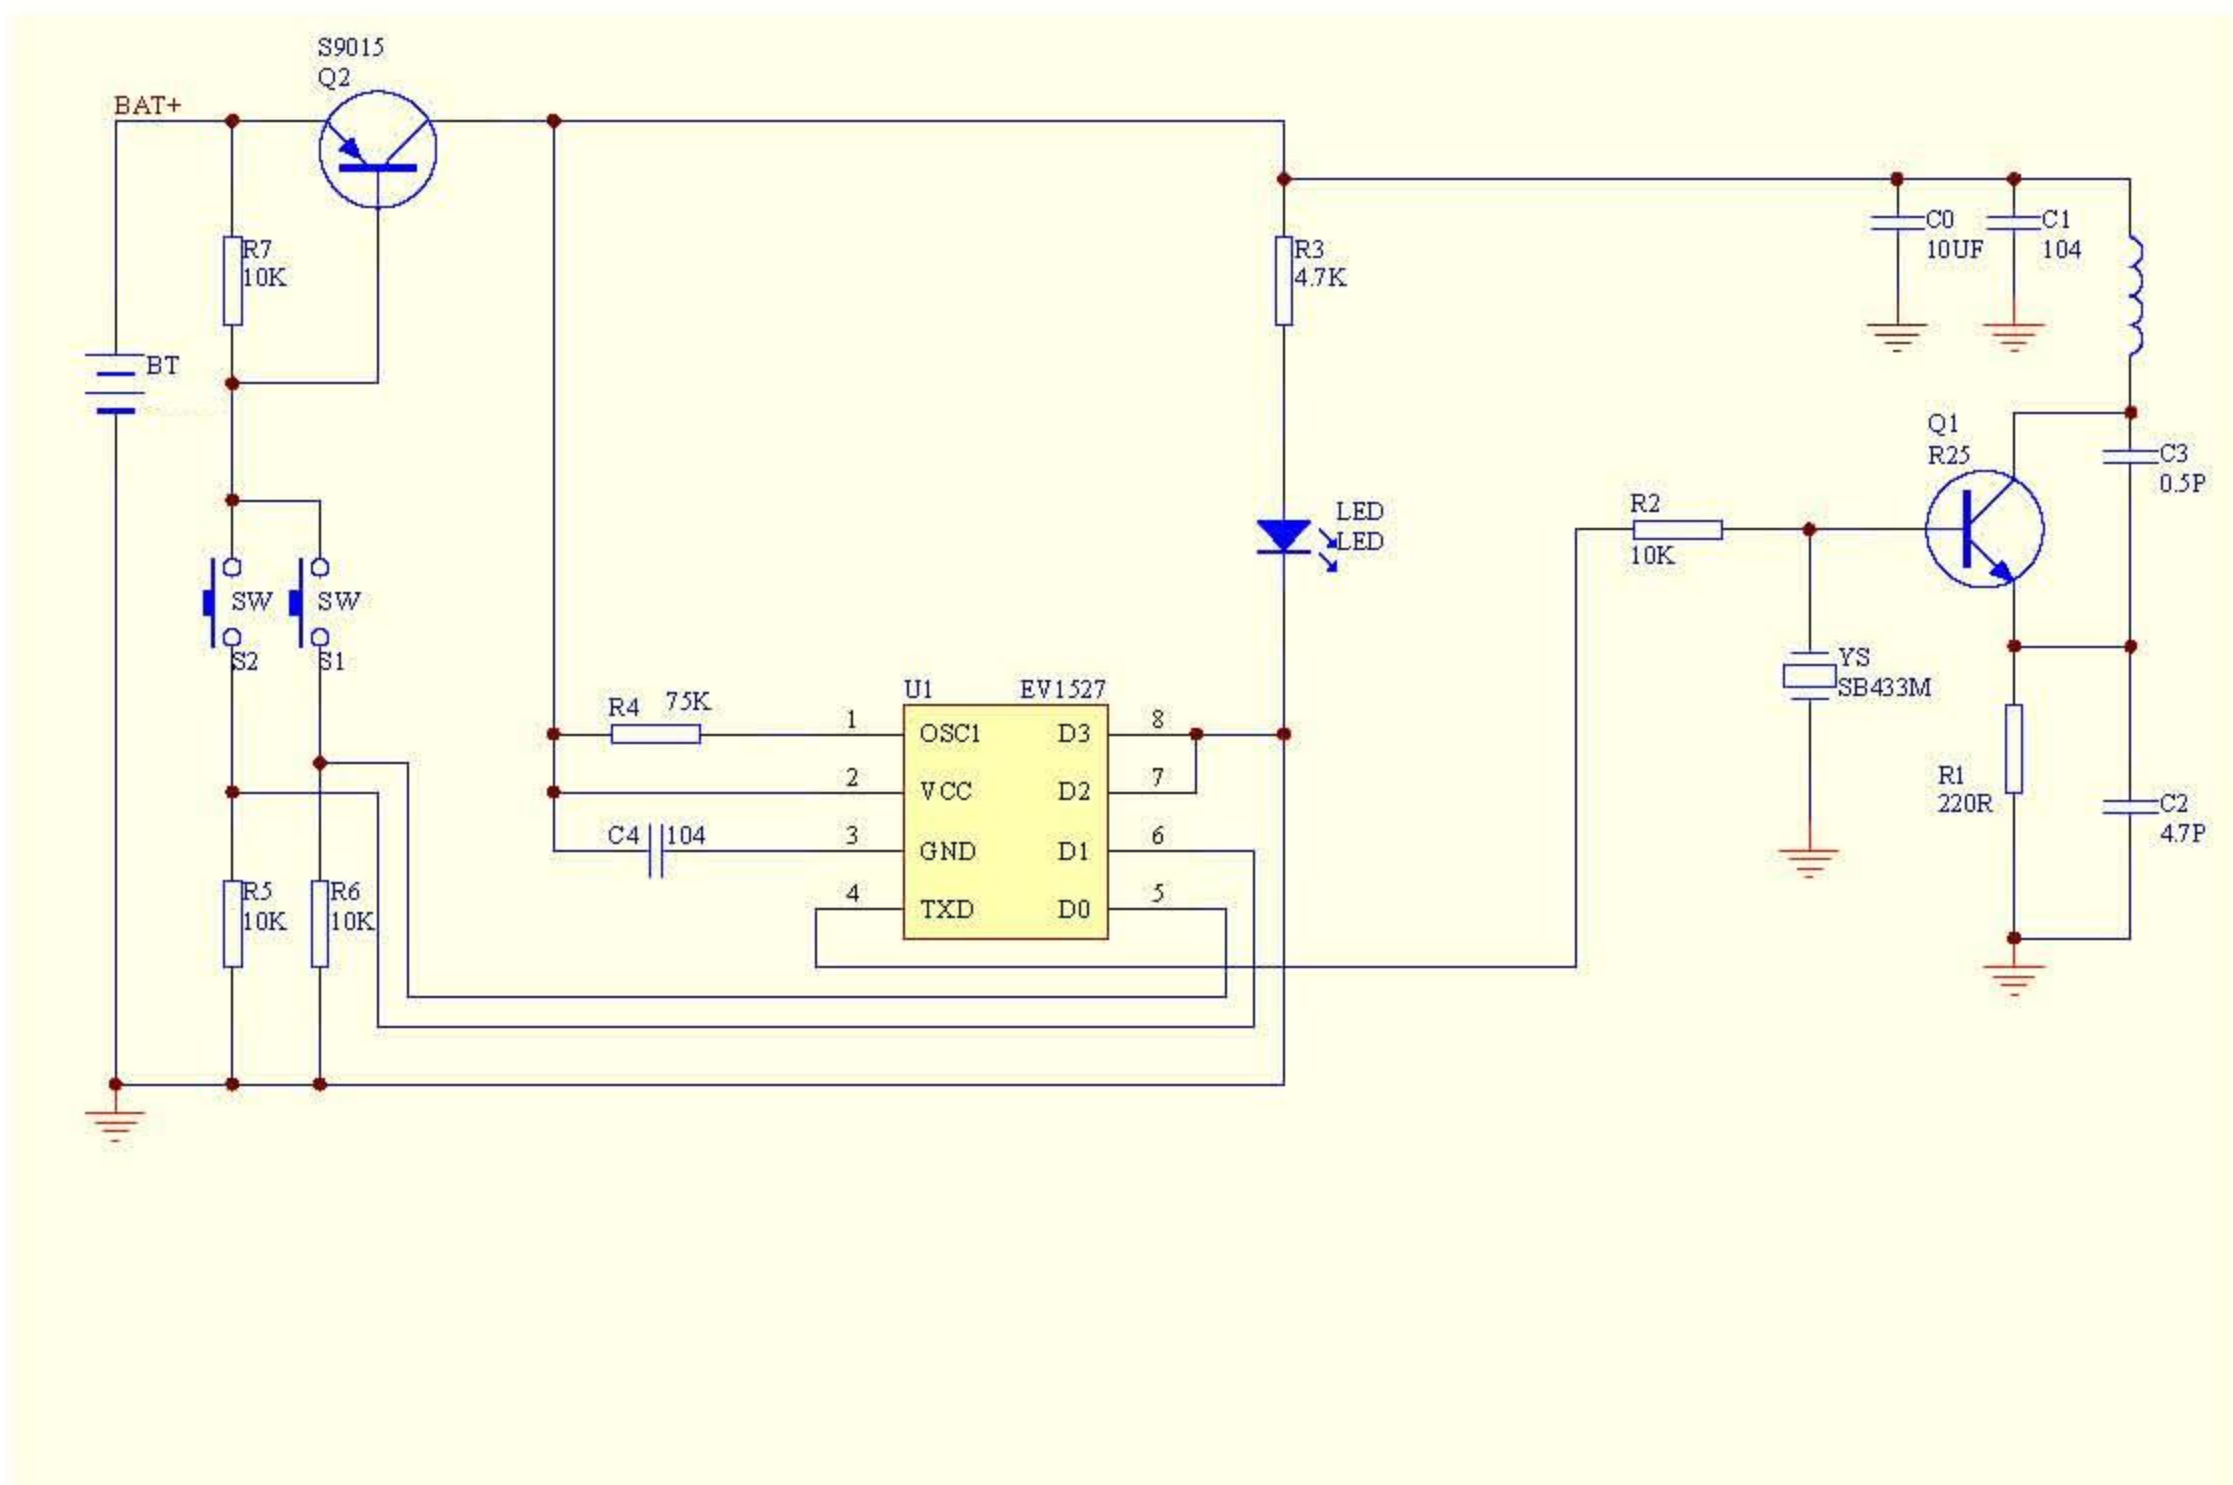 S9015
Q2
BAT+
R7
10K
BT
SW
S2
SW
S1
R5
10K
R6
10K
R4 75K
C4 104
U1 EV1527
1 OSC1 D3 8
2 VCC D2 7
3 GND D1 6
4 TXD D0 5
R3
4.7K
LED
LED
R2
10K
YS
SB433M
C0
10UF
C1
104
Q1
R25
C3
0.5P
R1
220R
C2
4.7P